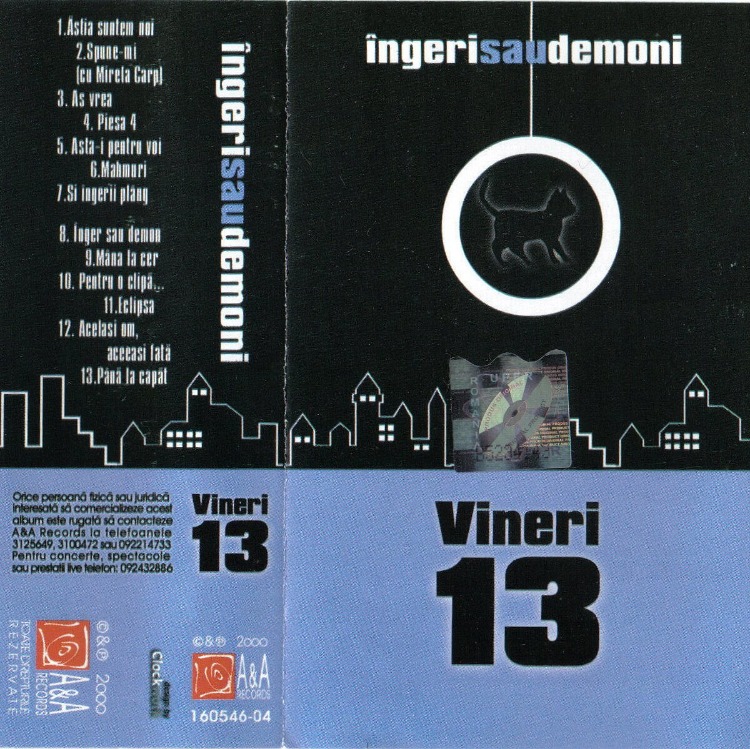 1.Astia suntem noi
2.Spune-mi
(cu Mirela Carp)
3. As vrea
4. Piesa 4
5. Asta-i pentru voi
6.Mahmuri
7.Si ingerii plâng
8. Înger sau demon
9.Mâna la cer
10. Pentru o clipă...
11.Eclipsa
12. Acelasi om,
aceeasi fată
13.Până la capăt
îngerisaudemoni
Orice persoană fizică sau juridică
interesată să comercializeze acest
album este rugată să contacteze
A&A Records la telefoanele
3125649, 3100472 sau 092214733
Pentru concerte, spectacole
sau prestatii live telefon: 092432886
Vineri
13
©&℗ 2000
A&A
RECORDS
TOATE DREPTURILE
REZERVATE
design by
Clock
©&℗ 2000
A&A
RECORDS
160546-04
îngerisaudemoni
Vineri
13